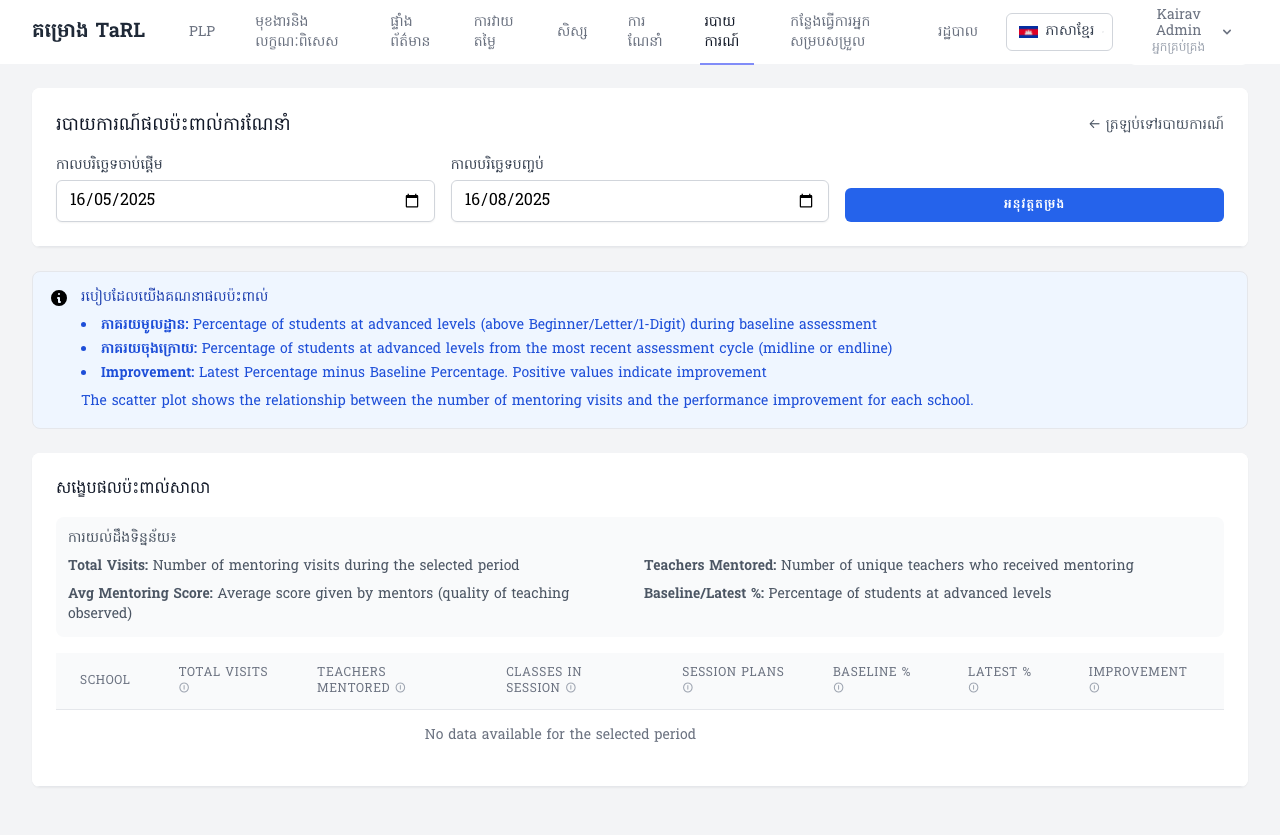 គម្រោង TaRL
PLP
មុខងារនិង
លក្ខណៈពិសេស
ផ្ទាំង
ព័ត៌មាន
ការវាយ
តម្លៃ
សិស្ស
ការ
ណែនាំ
របាយ
ការណ៍
កន្លែងធ្វើការអ្នក
សម្របសម្រួល
រដ្ឋបាល
ភាសាខ្មែរ
Kairav
Admin
អ្នកគ្រប់គ្រង
របាយការណ៍ផលប៉ះពាល់ការណែនាំ
← ត្រឡប់ទៅរបាយការណ៍
កាលបរិច្ឆេទចាប់ផ្តើម
កាលបរិច្ឆេទបញ្ចប់
16/05/2025
16/08/2025
អនុវត្តតម្រង
របៀបដែលយើងគណនាផលប៉ះពាល់
• ភាគរយមូលដ្ឋាន: Percentage of students at advanced levels (above Beginner/Letter/1-Digit) during baseline assessment
• ភាគរយចុងក្រោយ: Percentage of students at advanced levels from the most recent assessment cycle (midline or endline)
• Improvement: Latest Percentage minus Baseline Percentage. Positive values indicate improvement
The scatter plot shows the relationship between the number of mentoring visits and the performance improvement for each school.
សង្ខេបផលប៉ះពាល់សាលា
ការយល់ដឹងទិន្នន័យ៖
Total Visits: Number of mentoring visits during the selected period
Teachers Mentored: Number of unique teachers who received mentoring
Avg Mentoring Score: Average score given by mentors (quality of teaching
observed)
Baseline/Latest %: Percentage of students at advanced levels
SCHOOL
TOTAL VISITS
TEACHERS
MENTORED
CLASSES IN
SESSION
SESSION PLANS
BASELINE %
LATEST %
IMPROVEMENT
No data available for the selected period